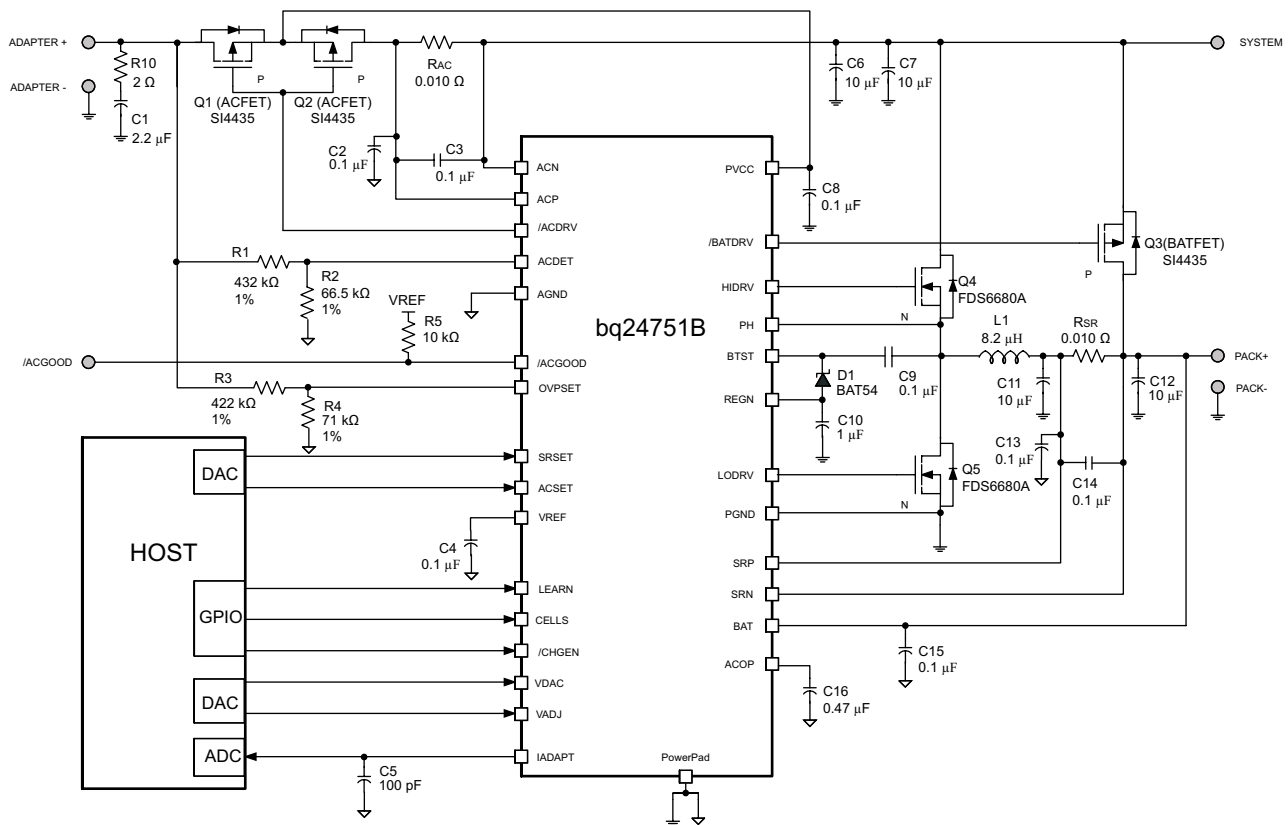 ADAPTER +
ADAPTER -
R10
2 Ω
C1
2.2 µF
P
Q1 (ACFET)
SI4435
P
Q2 (ACFET)
SI4435
RAC
0.010 Ω
C6
10 µF
C7
10 µF
SYSTEM
C2
0.1 µF
C3
0.1 µF
C8
0.1 µF
bq24751B
ACN
ACP
/ACDRV
ACDET
AGND
/ACGOOD
OVPSET
SRSET
ACSET
VREF
LEARN
CELLS
/CHGEN
VDAC
VADJ
IADAPT
PVCC
/BATDRV
HIDRV
PH
BTST
REGN
LODRV
PGND
SRP
SRN
BAT
ACOP
PowerPad
R1
432 kΩ
1%
R2
66.5 kΩ
1%
VREF
R5
10 kΩ
/ACGOOD
R3
422 kΩ
1%
R4
71 kΩ
1%
HOST
DAC
GPIO
DAC
ADC
C4
0.1 µF
C5
100 pF
Q3(BATFET)
SI4435
P
Q4
FDS6680A
N
L1
8.2 µH
RSR
0.010 Ω
PACK+
PACK-
D1
BAT54
C9
0.1 µF
C10
1 µF
C11
10 µF
C12
10 µF
C13
0.1 µF
C14
0.1 µF
Q5
FDS6680A
N
C15
0.1 µF
C16
0.47 µF